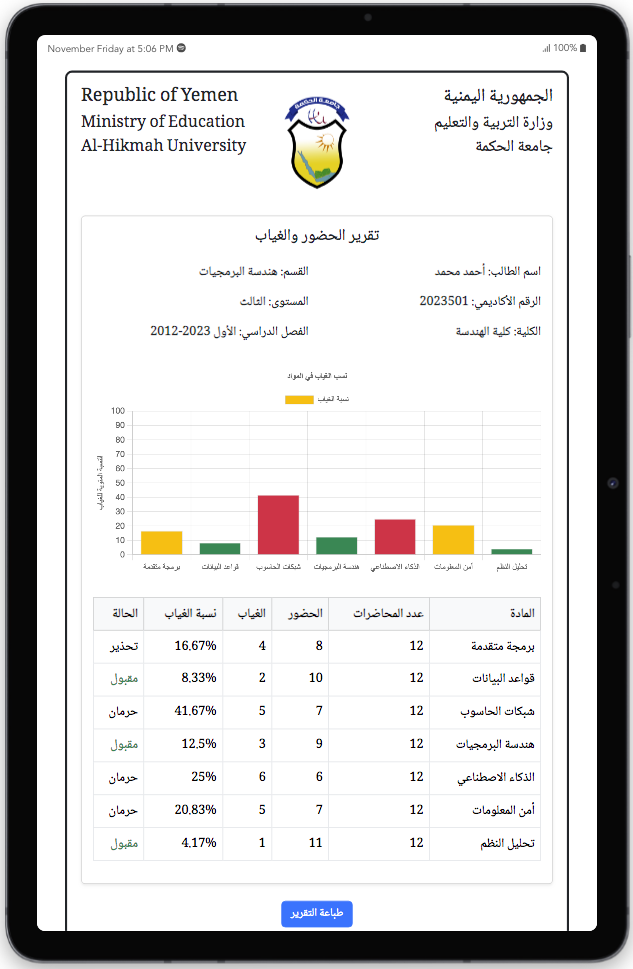 November Friday at 5:06 PM
100%
Republic of Yemen
Ministry of Education
Al-Hikmah University
جامعة الحكمة
الجمهورية اليمنية
وزارة التربية والتعليم
جامعة الحكمة
تقرير الحضور والغياب
اسم الطالب: أحمد محمد
القسم: هندسة البرمجيات
الرقم الأكاديمي: 2023501
المستوى: الثالث
الكلية: كلية الهندسة
الفصل الدراسي: الأول 2023-2012
نسب الغياب في المواد
نسبة الغياب
100
90
80
70
60
50
40
30
20
10
0
النسبة المئوية للغياب
برمجة متقدمة
قواعد البيانات
شبكات الحاسوب
هندسة البرمجيات
الذكاء الاصطناعي
أمن المعلومات
تحليل النظم
المادة عدد المحاضرات الحضور الغياب نسبة الغياب الحالة
برمجة متقدمة 12 8 4 16.67% تحذير
قواعد البيانات 12 10 2 8.33% مقبول
شبكات الحاسوب 12 7 5 41.67% حرمان
هندسة البرمجيات 12 9 3 12.5% مقبول
الذكاء الاصطناعي 12 6 6 25% حرمان
أمن المعلومات 12 7 5 20.83% حرمان
تحليل النظم 12 11 1 4.17% مقبول
طباعة التقرير